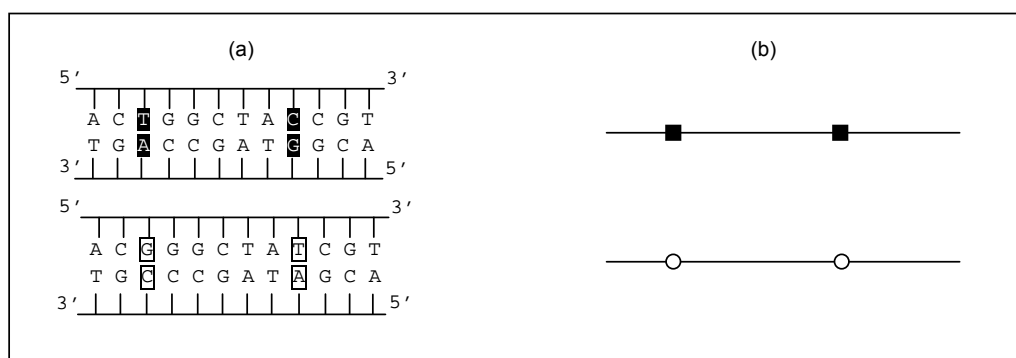 (a) (b)
5′ 3′
A C T G G C T A C C G T
T G A C C G A T G G C A
3′ 5′
5′ 3′
A C G G G C T A T C G T
T G C C C G A T A G C A
3′ 5′